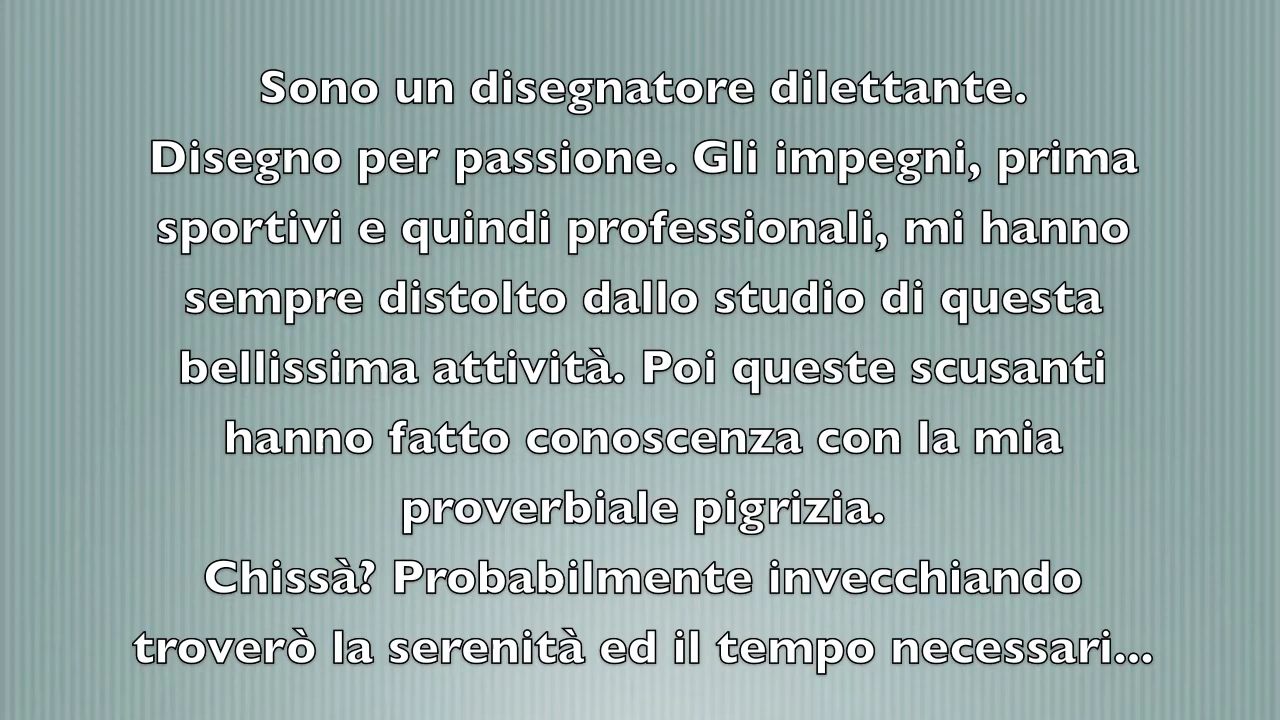 Sono un disegnatore dilettante.
Disegno per passione. Gli impegni, prima
sportivi e quindi professionali, mi hanno
sempre distolto dallo studio di questa
bellissima attività. Poi queste scusanti
hanno fatto conoscenza con la mia
proverbiale pigrizia.
Chissà? Probabilmente invecchiando
troverò la serenità ed il tempo necessari...